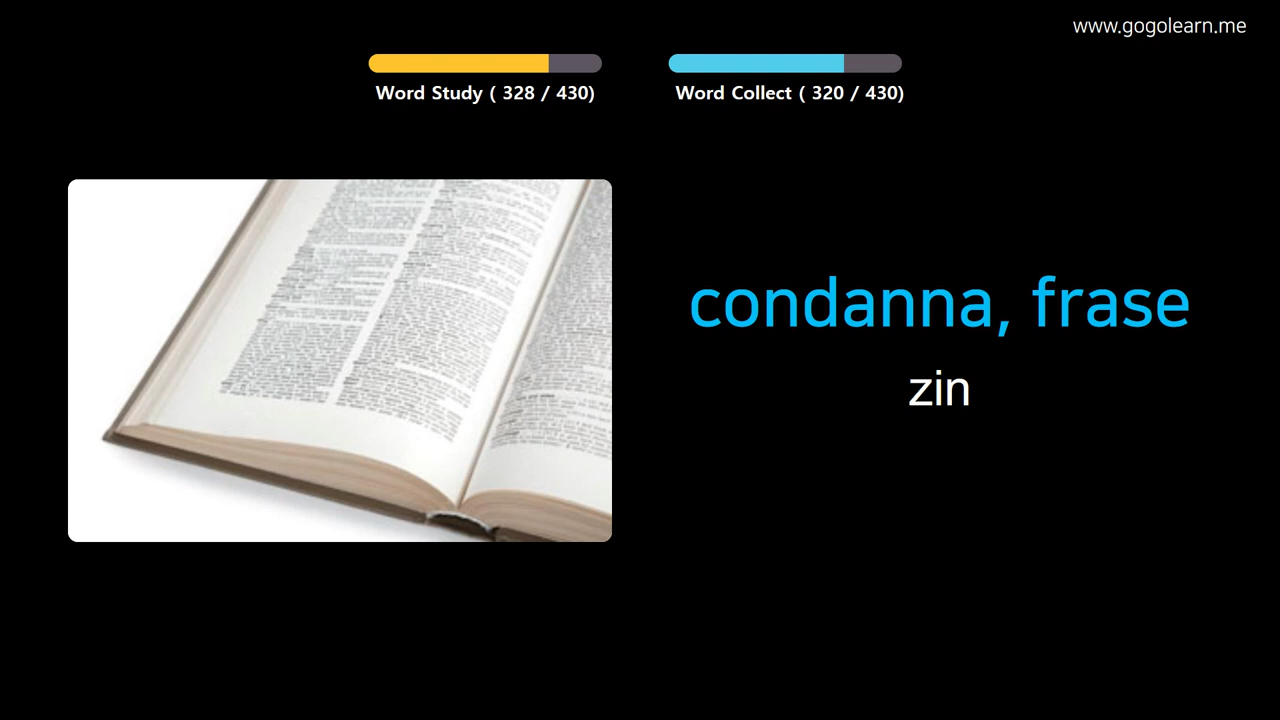 www.gogolearn.me
Word Study ( 328 / 430)
Word Collect ( 320 / 430)
condanna, frase
zin